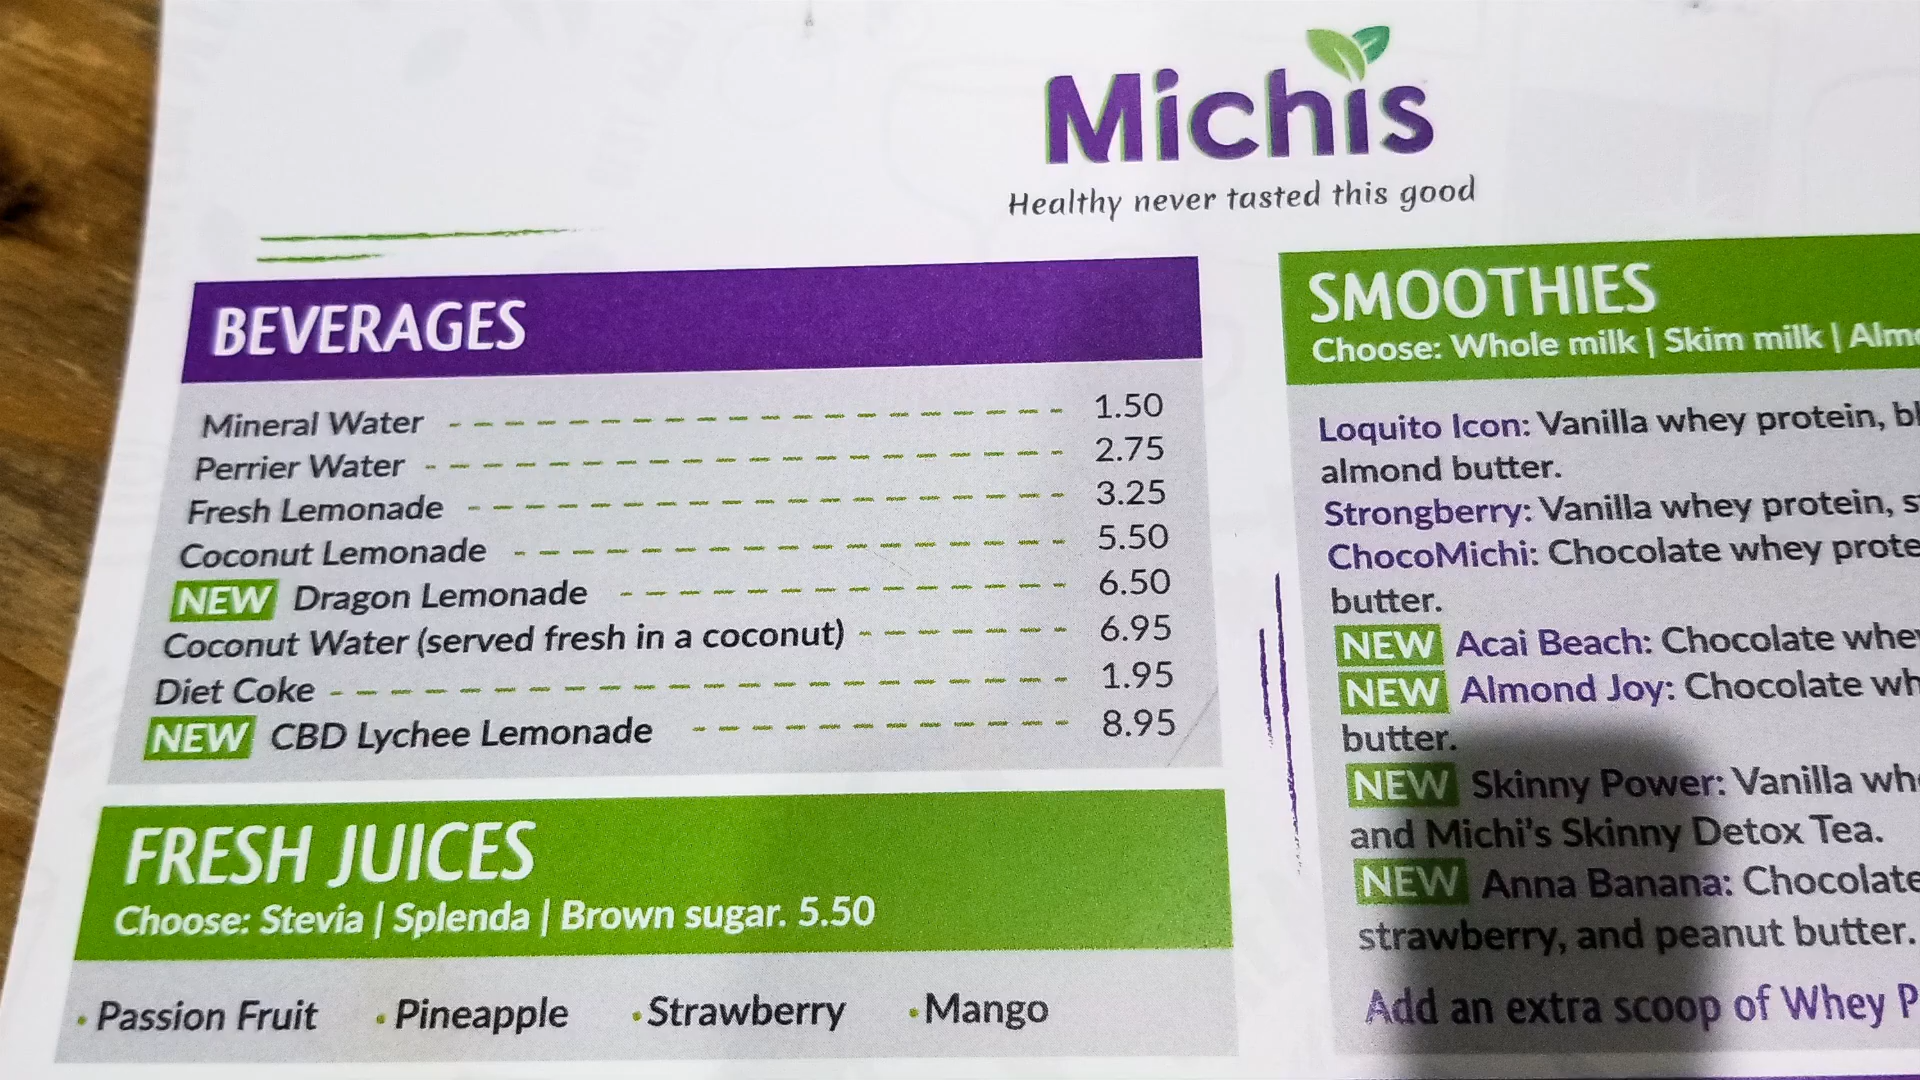 Michis
Healthy never tasted this good
BEVERAGES
Mineral Water 1.50
Perrier Water 2.75
Fresh Lemonade 3.25
Coconut Lemonade 5.50
NEW Dragon Lemonade 6.50
Coconut Water (served fresh in a coconut) 6.95
Diet Coke 1.95
NEW CBD Lychee Lemonade 8.95
FRESH JUICES
Choose: Stevia | Splenda | Brown sugar. 5.50
· Passion Fruit · Pineapple · Strawberry · Mango
SMOOTHIES
Choose: Whole milk | Skim milk |
Loquito Icon: Vanilla whey protein,
almond butter.
Strongberry: Vanilla whey protein,
ChocoMichi: Chocolate whey
butter.
NEW Acai Beach: Chocolate
NEW Almond Joy: Chocolate
butter.
NEW Skinny Power: Vanilla
and Michi's Skinny Detox Tea.
NEW Anna Banana: Chocolate
strawberry, and peanut butter.
Add an extra scoop of Whey